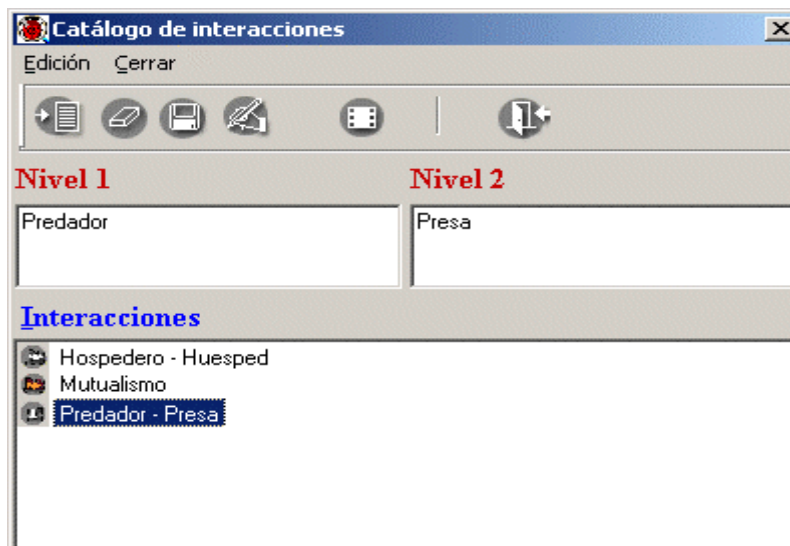 Catálogo de interacciones
Edición Cerrar
Nivel 1 Nivel 2
Predador Presa
Interacciones
Hospedero - Huesped
Mutualismo
Predador - Presa